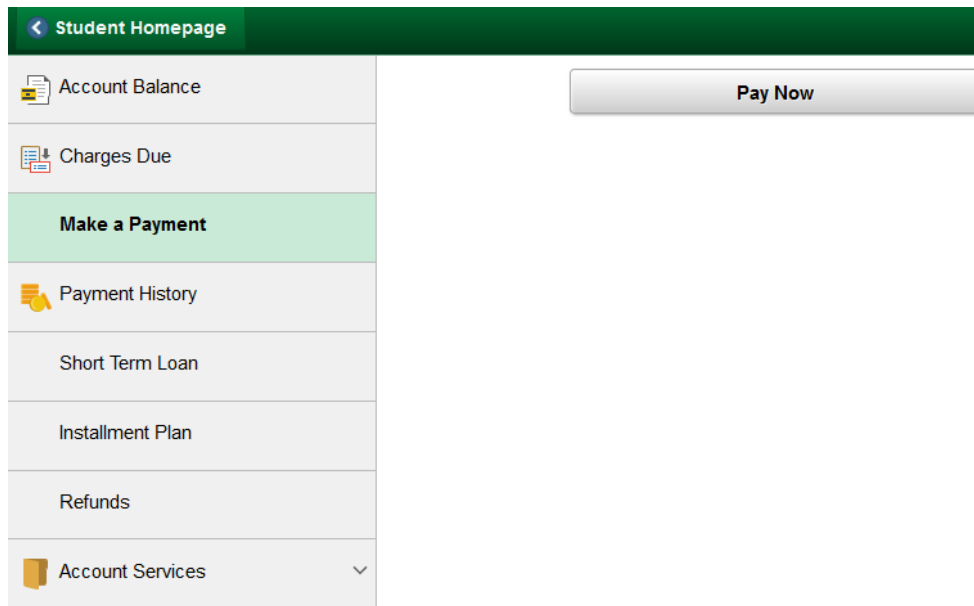 Student Homepage
Account Balance
Pay Now
Charges Due
Make a Payment
Payment History
Short Term Loan
Installment Plan
Refunds
Account Services